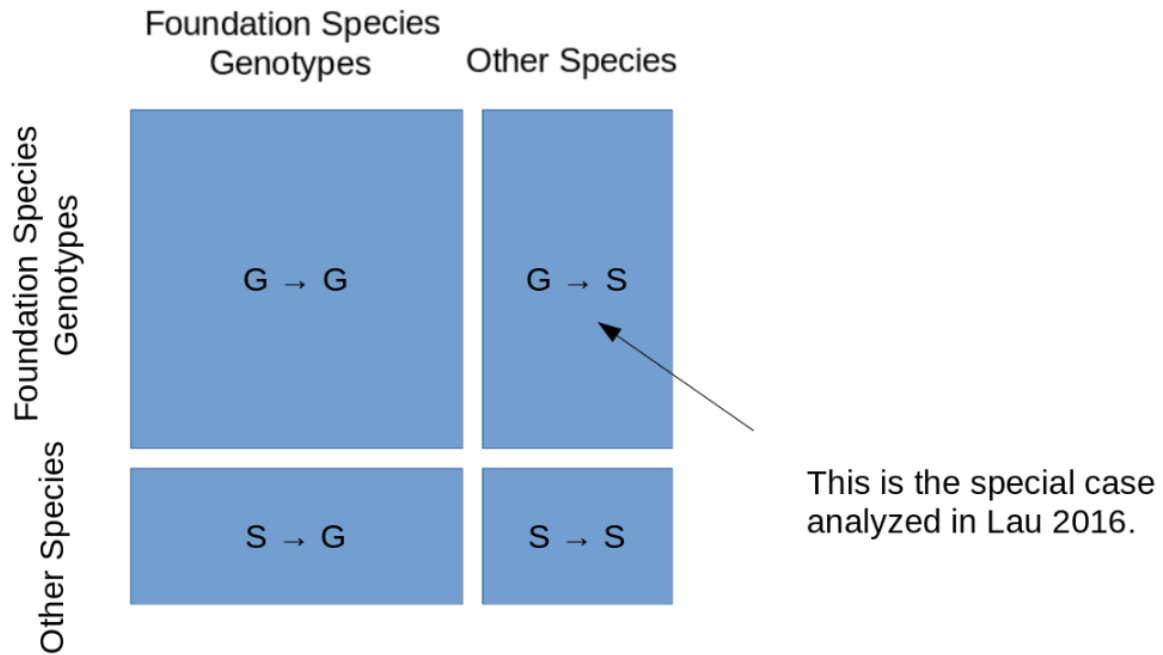 Foundation Species
Genotypes
Other Species
Foundation Species
Genotypes
G → G
G → S
Other Species
S → G
S → S
This is the special case
analyzed in Lau 2016.